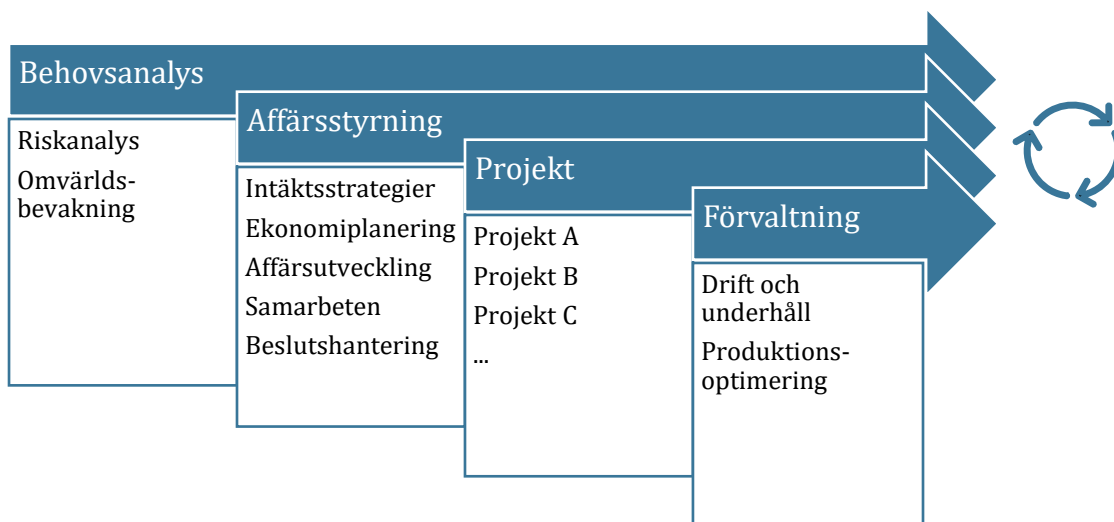 Behovsanalys
Riskanalys
Omvärlds-
bevakning
Affärsstyrning
Intäktsstrategier
Ekonomiplanering
Affärsutveckling
Samarbeten
Beslutshantering
Projekt
Projekt A
Projekt B
Projekt C
...
Förvaltning
Drift och
underhåll
Produktions-
optimering